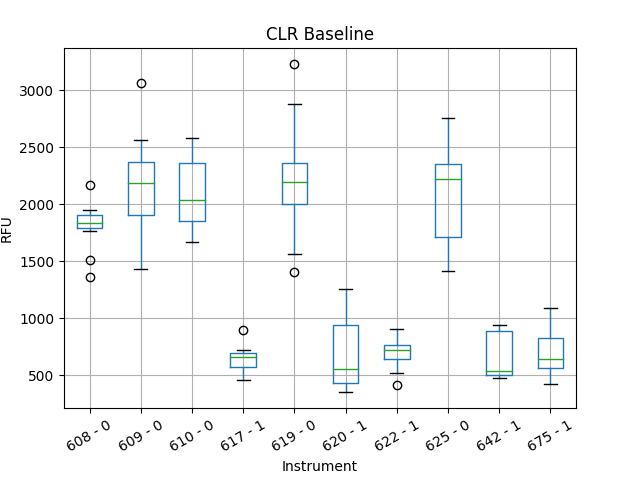 CLR Baseline
RFU
3000
2500
2000
1500
1000
500
608 - 0
609 - 0
610 - 0
617 - 1
619 - 0
620 - 1
622 - 1
625 - 0
642 - 1
675 - 1
Instrument